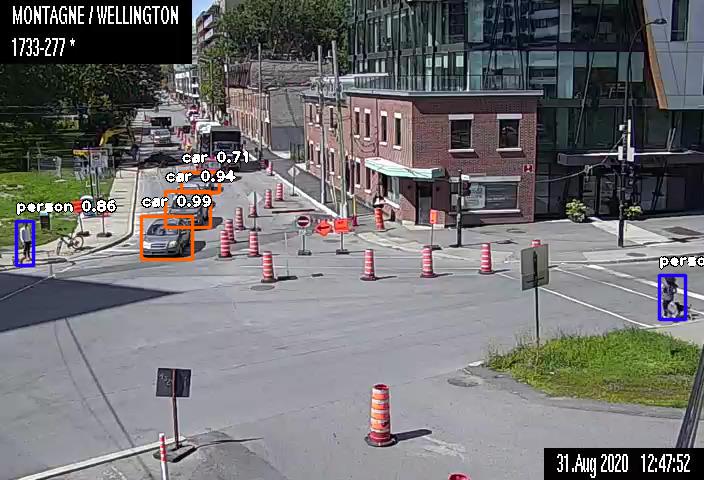 MONTAGNE / WELLINGTON
1733-277 *
car 0.71
car 0.94
car 0.99
person 0.86
perso
31.Aug 2020 12:47:52